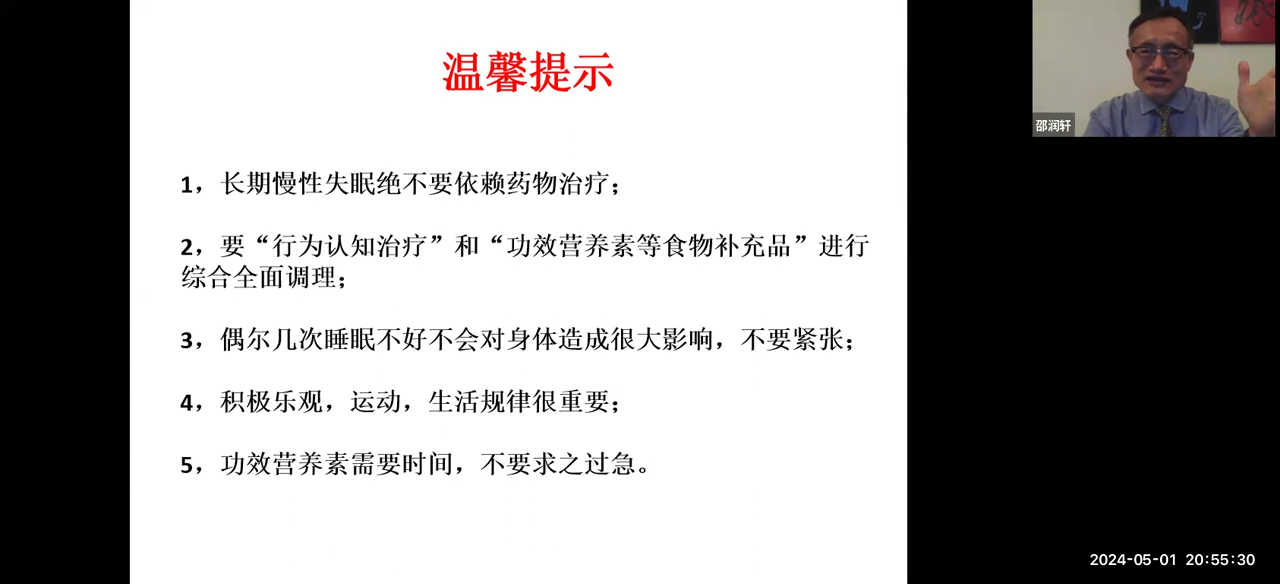 温馨提示
1，长期慢性失眠绝不要依赖药物治疗；
2，要“行为认知治疗”和“功效营养素等食物补充品”进行
综合全面调理；
3，偶尔几次睡眠不好不会对身体造成很大影响，不要紧张；
4，积极乐观，运动，生活规律很重要；
5，功效营养素需要时间，不要求之过急。
邵润轩
2024-05-01 20:55:30